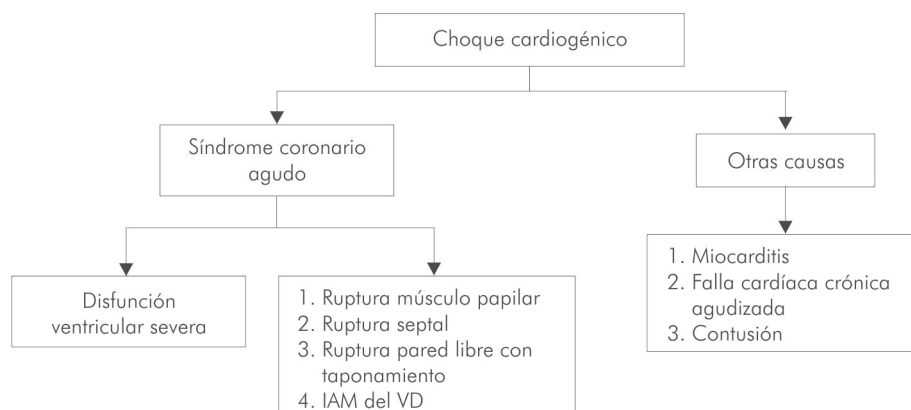 Choque cardiogénico
Síndrome coronario
agudo
Otras causas
Disfunción
ventricular severa
1. Ruptura músculo papilar
2. Ruptura septal
3. Ruptura pared libre con
taponamiento
4. IAM del VD
1. Miocarditis
2. Falla cardíaca crónica
agudizada
3. Contusión